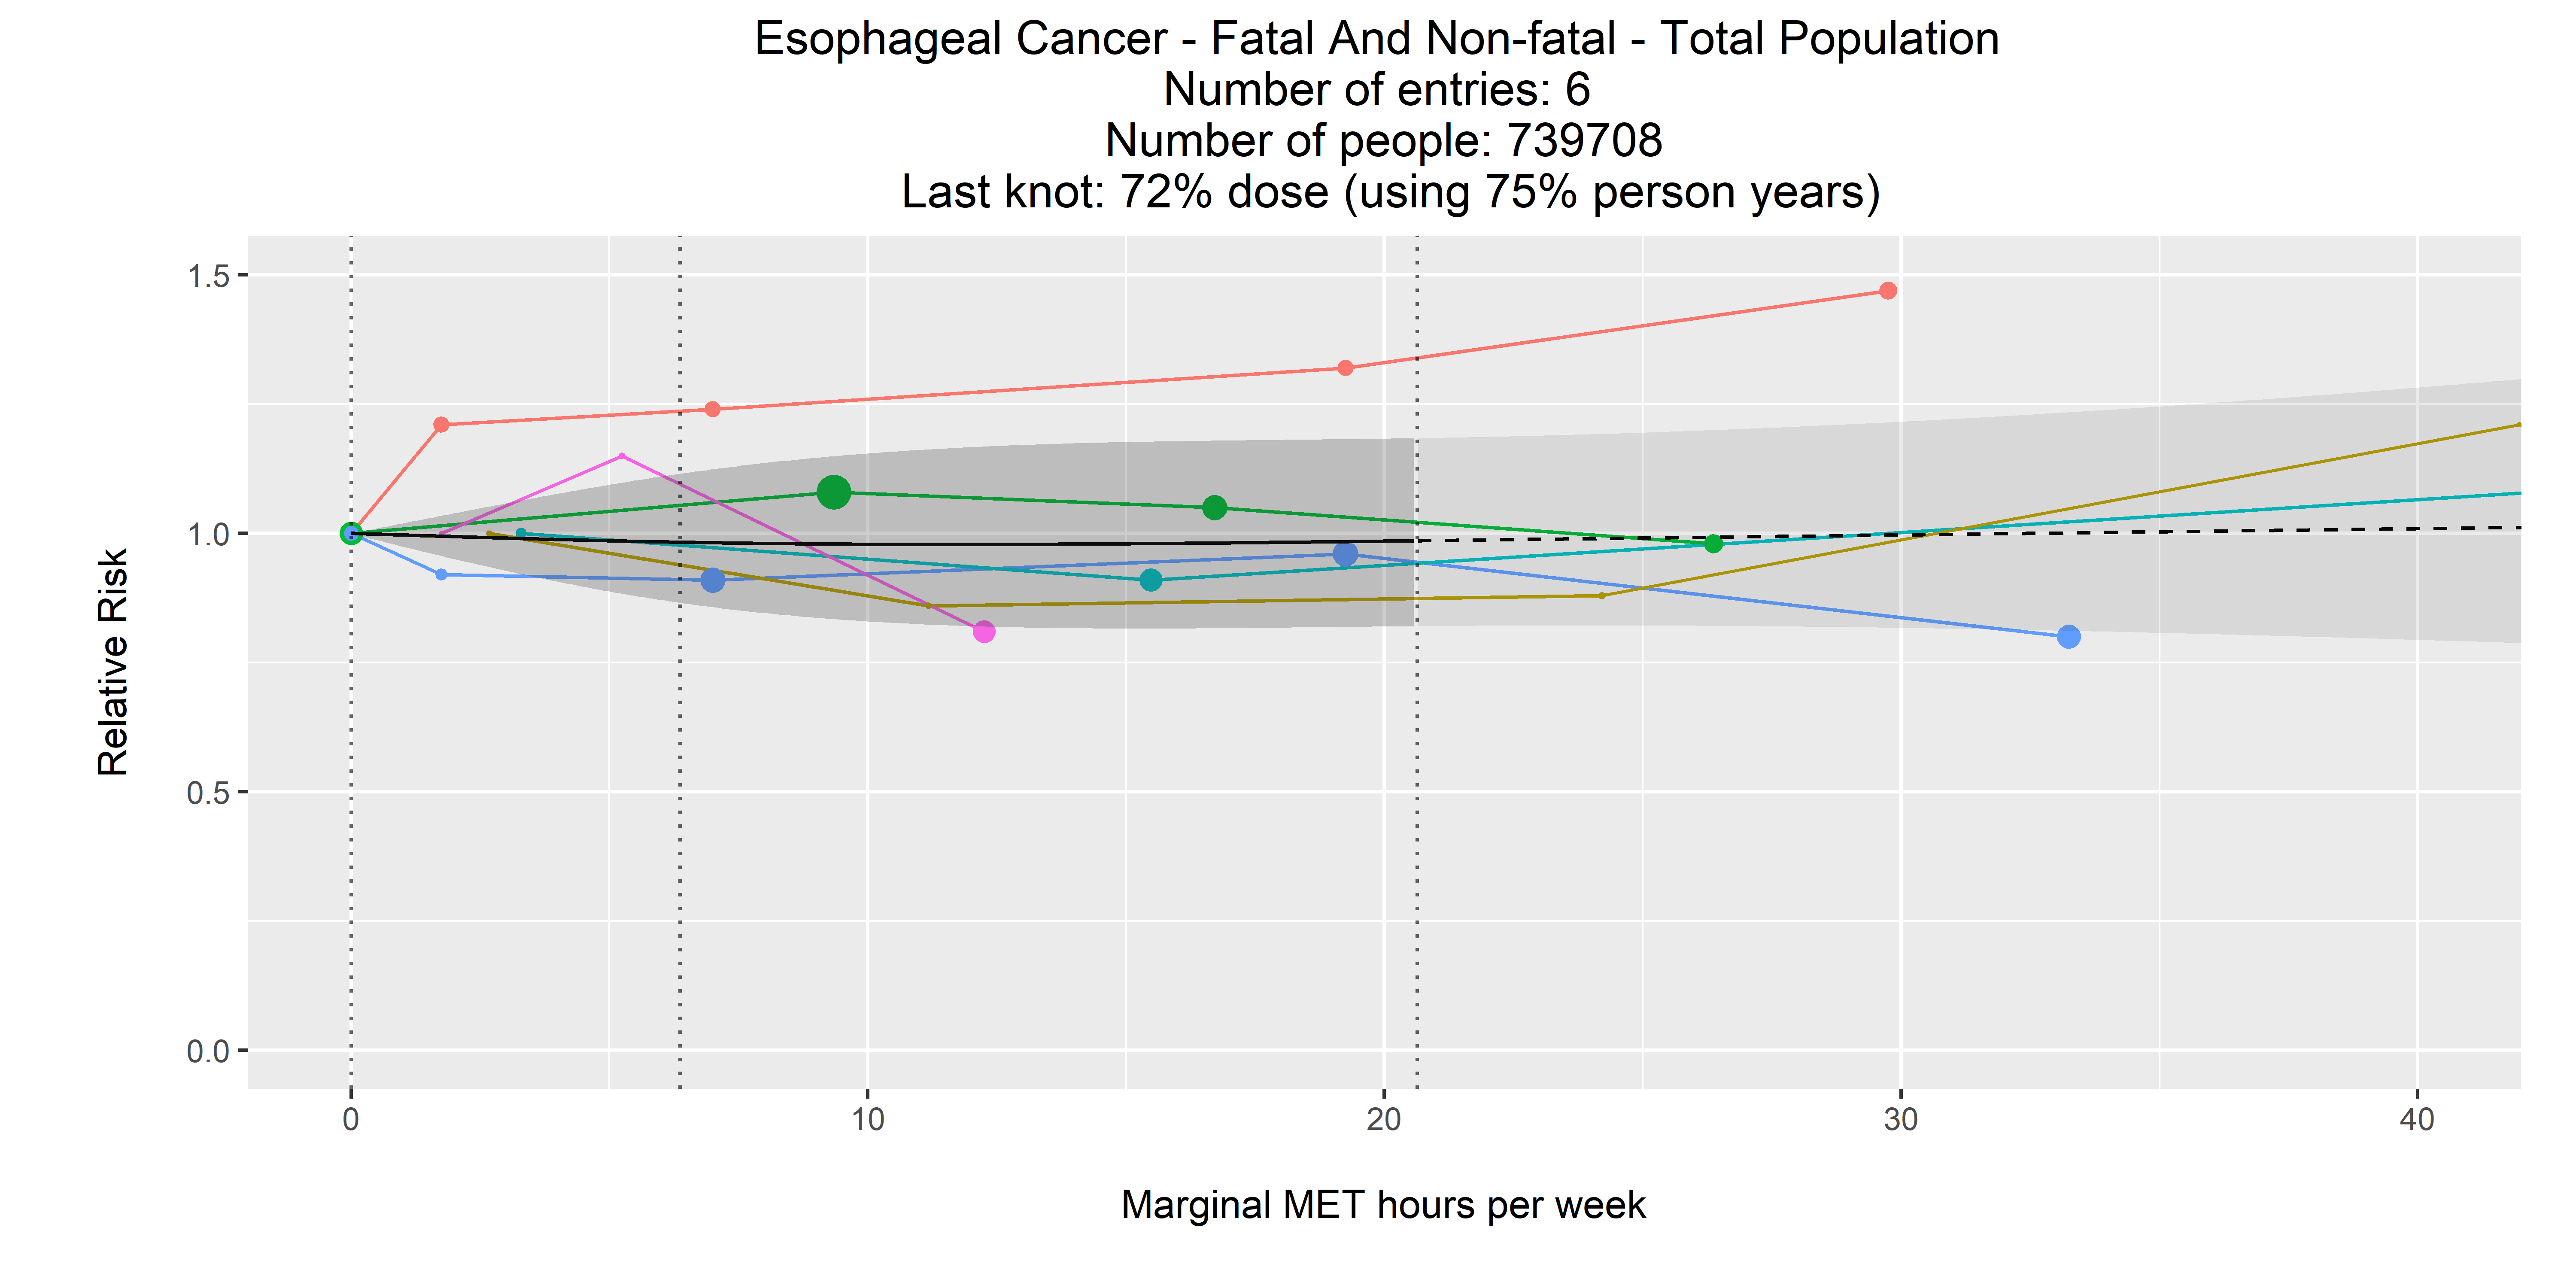 Esophageal Cancer - Fatal And Non-fatal - Total Population
Number of entries: 6
Number of people: 739708
Last knot: 72% dose (using 75% person years)
1.5
1.0
0.5
0.0
Relative Risk
0 10 20 30 40
Marginal MET hours per week